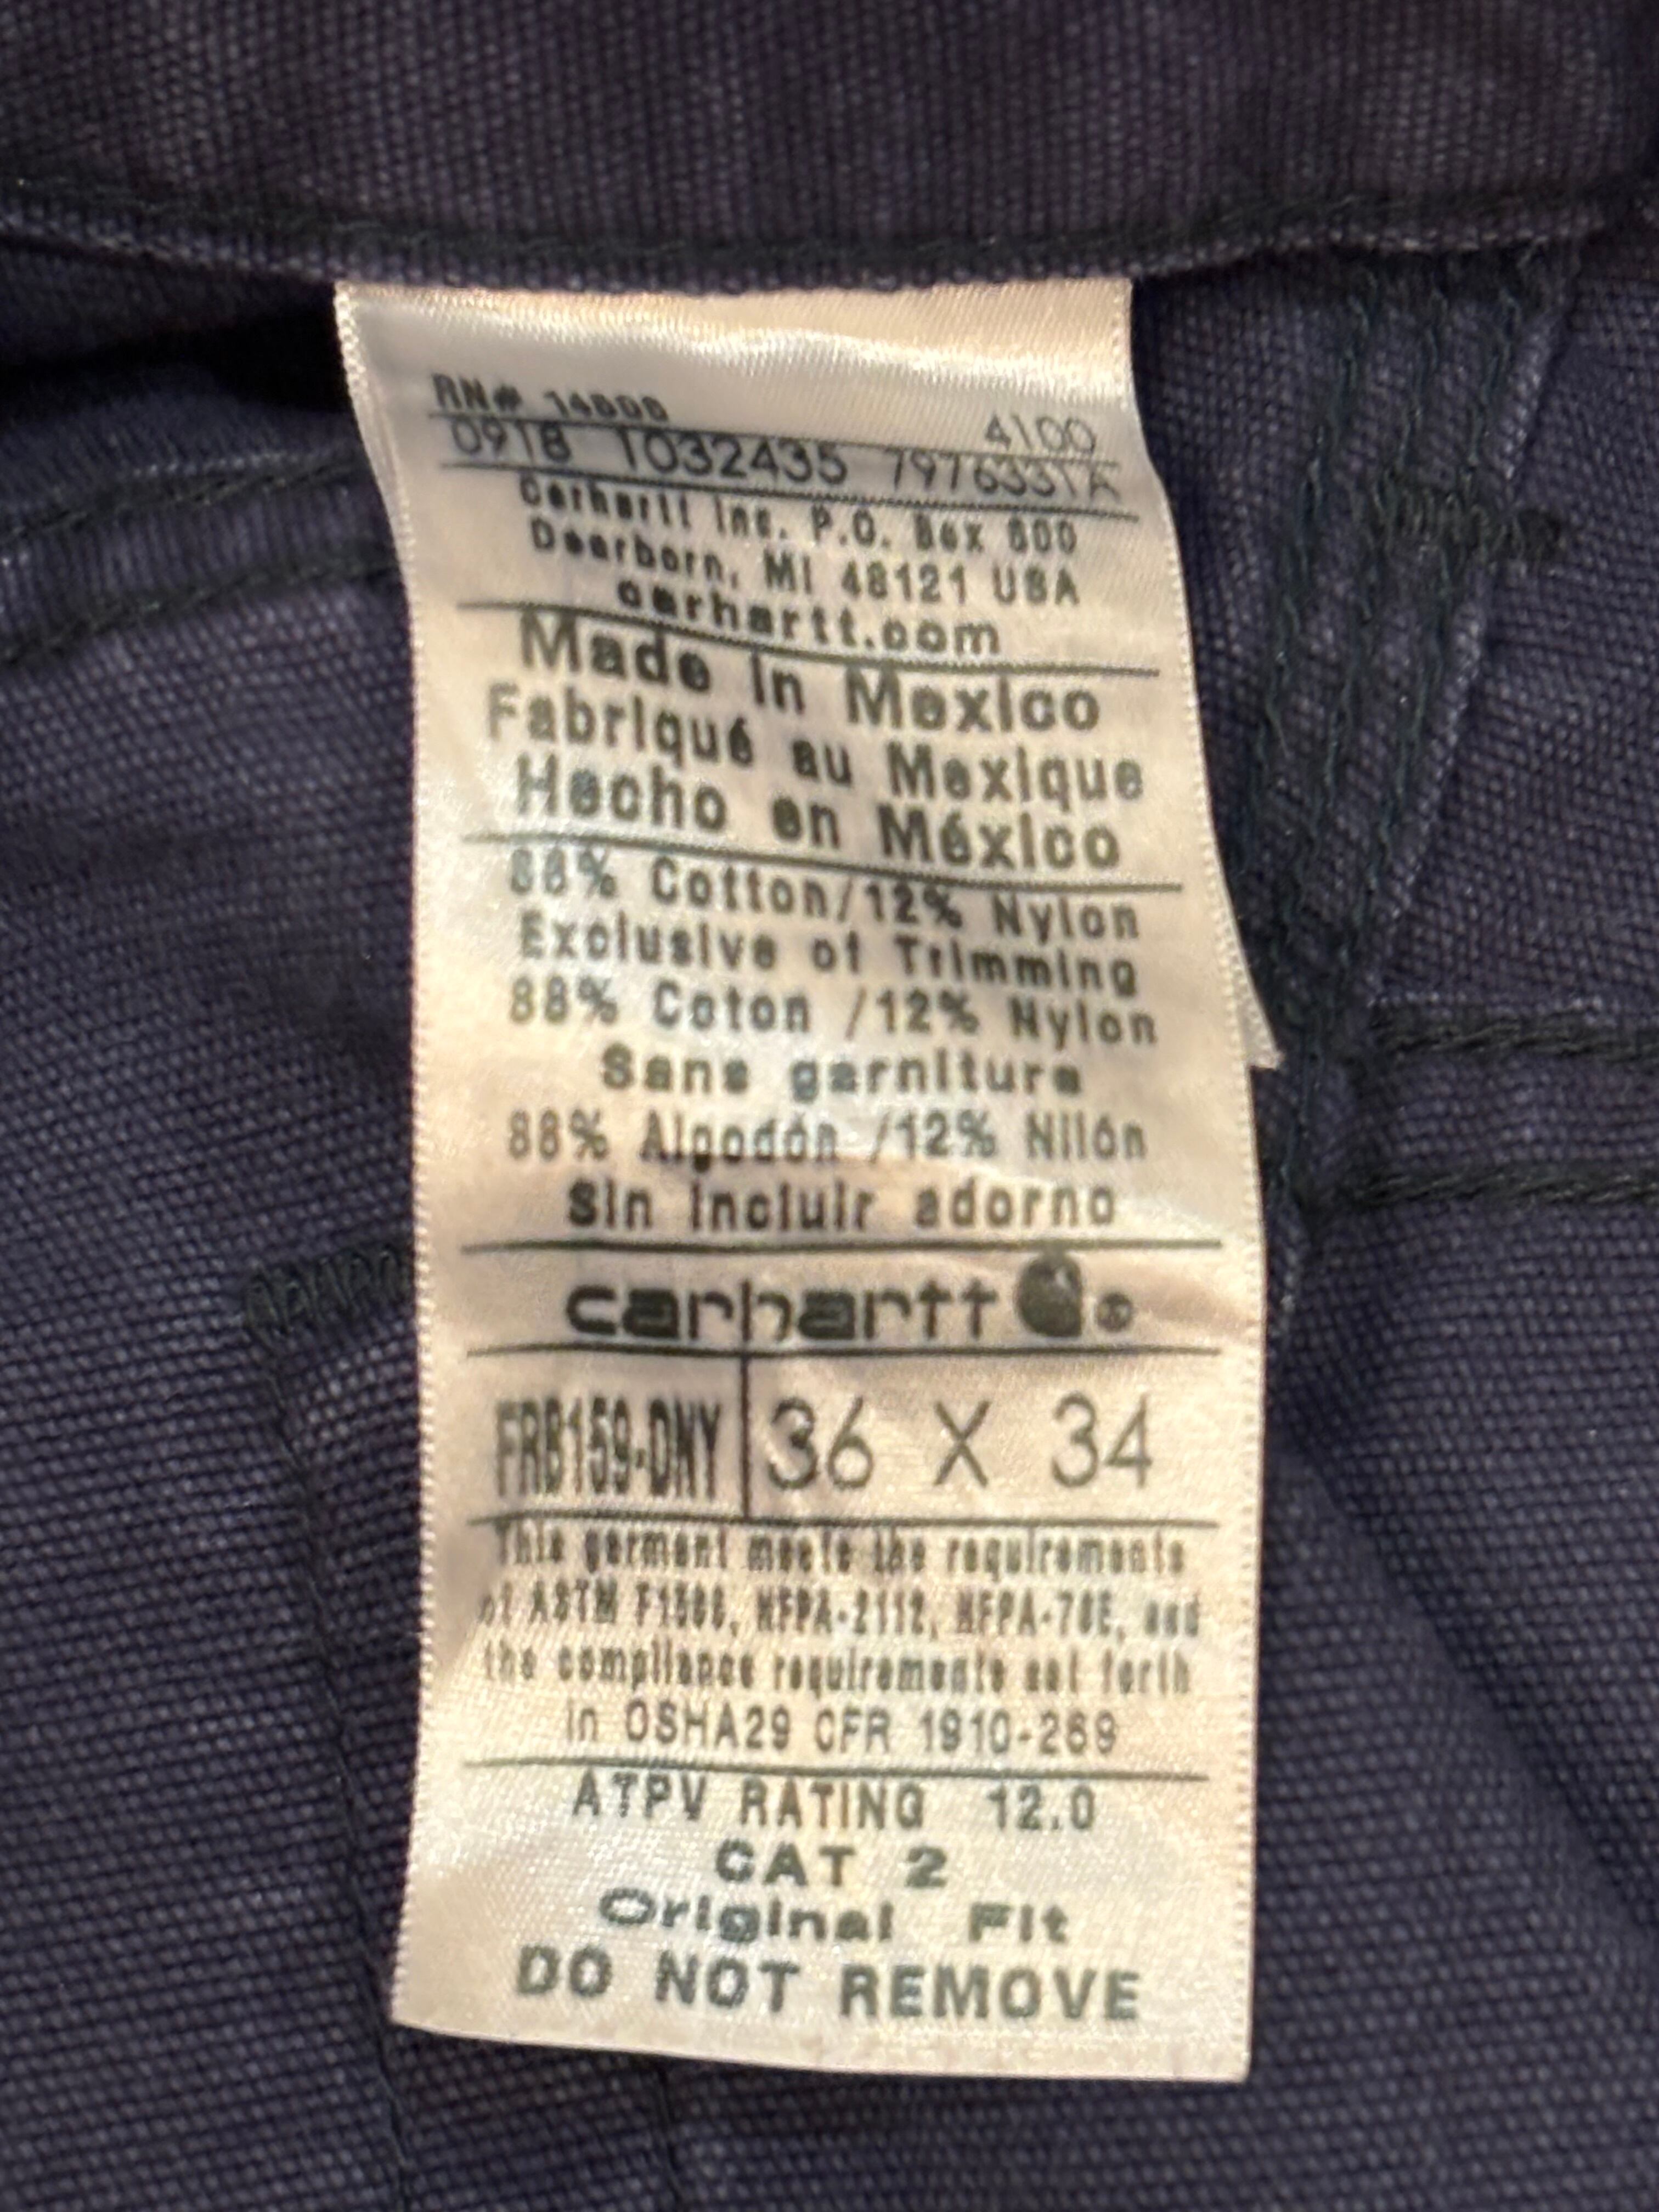 RN# 14806
4100
0918 1032435 7976331A
Carhartt Inc. P.O. Box 600
Dearborn, MI 48121 USA
carhartt.com
Made in Mexico
Fabriqué au Mexique
Hecho en México
88% Cotton/12% Nylon
Exclusive of Trimming
88% Coton /12% Nylon
Sans garniture
88% Algodón /12% Nilón
Sin incluir adorno
carhartt ®
FRB159-DNY 36 X 34
This garment meets the requirements
of ASTM F1506, NFPA-2112, NFPA-70E, and
the compliance requirements set forth
in OSHA29 CFR 1910-269
ATPV RATING 12.0
CAT 2
Original Fit
DO NOT REMOVE